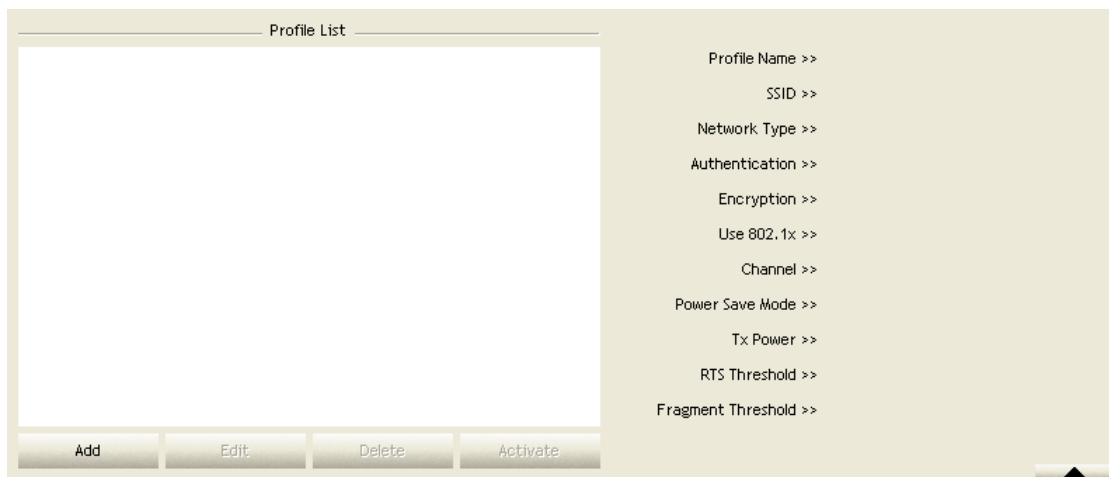 Profile List
Profile Name >>
SSID >>
Network Type >>
Authentication >>
Encryption >>
Use 802.1x >>
Channel >>
Power Save Mode >>
Tx Power >>
RTS Threshold >>
Fragment Threshold >>
Add Edit Delete Activate